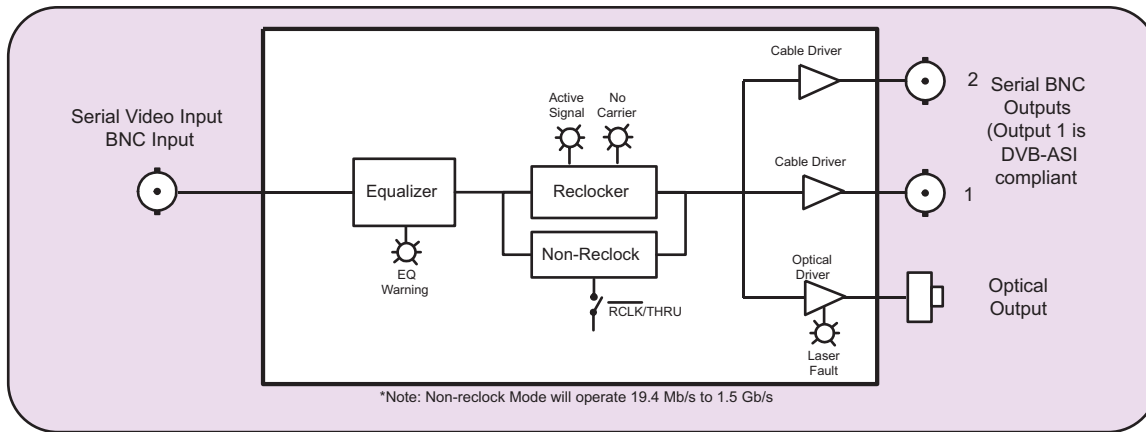 Serial Video Input
BNC Input
Equalizer
EQ
Warning
Active
Signal
No
Carrier
Reclocker
Non-Reclock
RCLK/THRU
Cable Driver
2
Serial BNC
Outputs
(Output 1 is
DVB-ASI
compliant
Cable Driver
1
Optical
Driver
Laser
Fault
Optical
Output
*Note: Non-reclock Mode will operate 19.4 Mb/s to 1.5 Gb/s